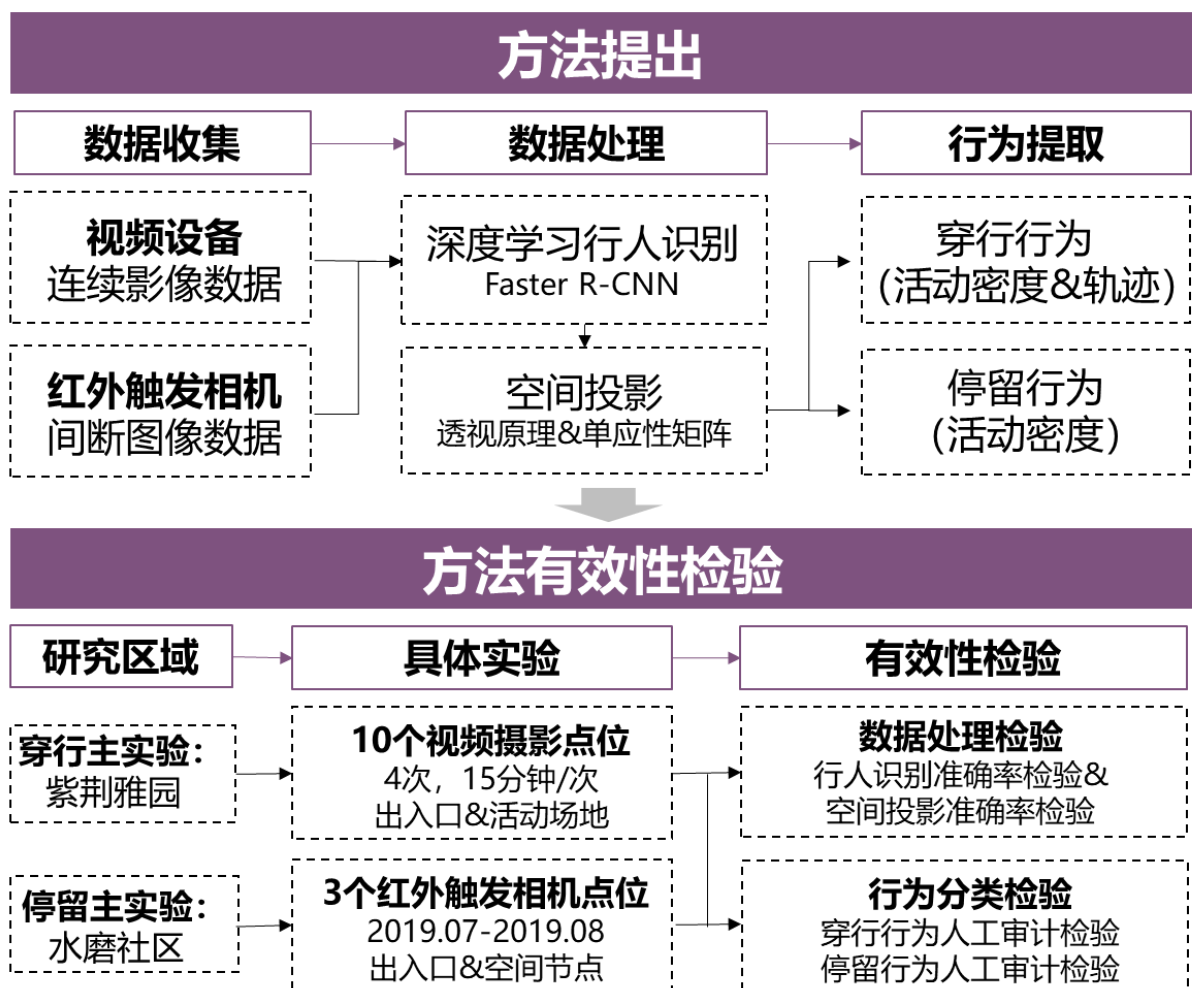 方法提出
数据收集
数据处理
行为提取
视频设备
连续影像数据
红外触发相机
间断图像数据
深度学习行人识别
Faster R-CNN
空间投影
透视原理&单应性矩阵
穿行行为
（活动密度&轨迹）
停留行为
（活动密度）
方法有效性检验
研究区域
具体实验
有效性检验
穿行主实验：
紫荆雅园
停留主实验：
水磨社区
10个视频摄影点位
4次，15分钟/次
出入口&活动场地
3个红外触发相机点位
2019.07-2019.08
出入口&空间节点
数据处理检验
行人识别准确率检验&
空间投影准确率检验
行为分类检验
穿行行为人工审计检验
停留行为人工审计检验